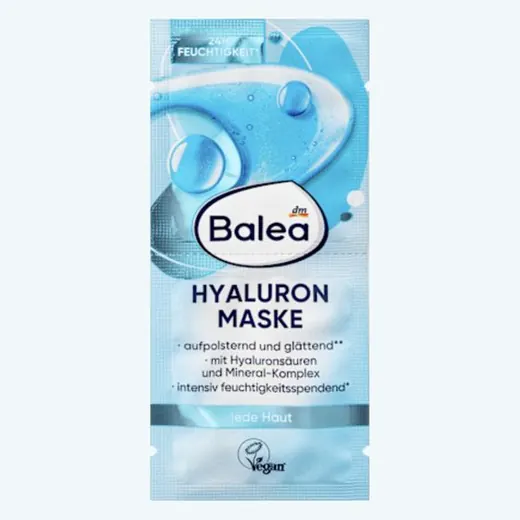 24H
FEUCHTIGKEIT*
dm
Balea
HYALURON
MASKE
· aufpolsternd und glättend**
· mit Hyaluronsäuren
und Mineral-Komplex
· intensiv feuchtigkeitsspendend*
jede Haut
Vegan